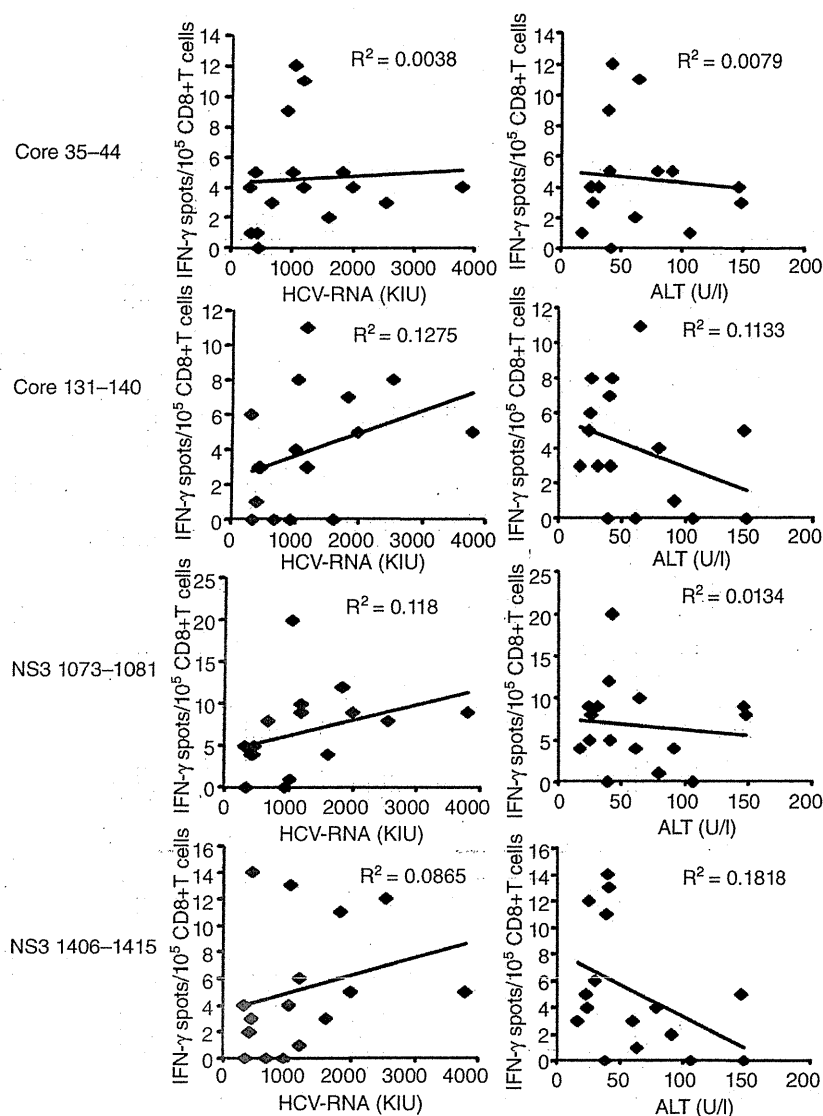 Core 35–44
IFN-γ spots/10⁵ CD8+T cells
14
12
10
8
6
4
2
0
R² = 0.0038
0 1000 2000 3000 4000
HCV-RNA (KIU)
IFN-γ spots/10⁵ CD8+T cells
14
12
10
8
6
4
2
0
R² = 0.0079
0 50 100 150 200
ALT (U/l)
Core 131–140
IFN-γ spots/10⁵ CD8+T cells
12
10
8
6
4
2
0
R² = 0.1275
0 1000 2000 3000 4000
HCV-RNA (KIU)
IFN-γ spots/10⁵ CD8+T cells
12
10
8
6
4
2
0
R² = 0.1133
0 50 100 150 200
ALT (U/l)
NS3 1073–1081
IFN-γ spots/10⁵ CD8+T cells
25
20
15
10
5
0
R² = 0.118
0 1000 2000 3000 4000
HCV-RNA (KIU)
IFN-γ spots/10⁵ CD8+T cells
25
20
15
10
5
0
R² = 0.0134
0 50 100 150 200
ALT (U/l)
NS3 1406–1415
IFN-γ spots/10⁵ CD8+T cells
16
14
12
10
8
6
4
2
0
R² = 0.0865
0 1000 2000 3000 4000
HCV-RNA (KIU)
IFN-γ spots/10⁵ CD8+T cells
16
14
12
10
8
6
4
2
0
R² = 0.1818
0 50 100 150 200
ALT (U/l)